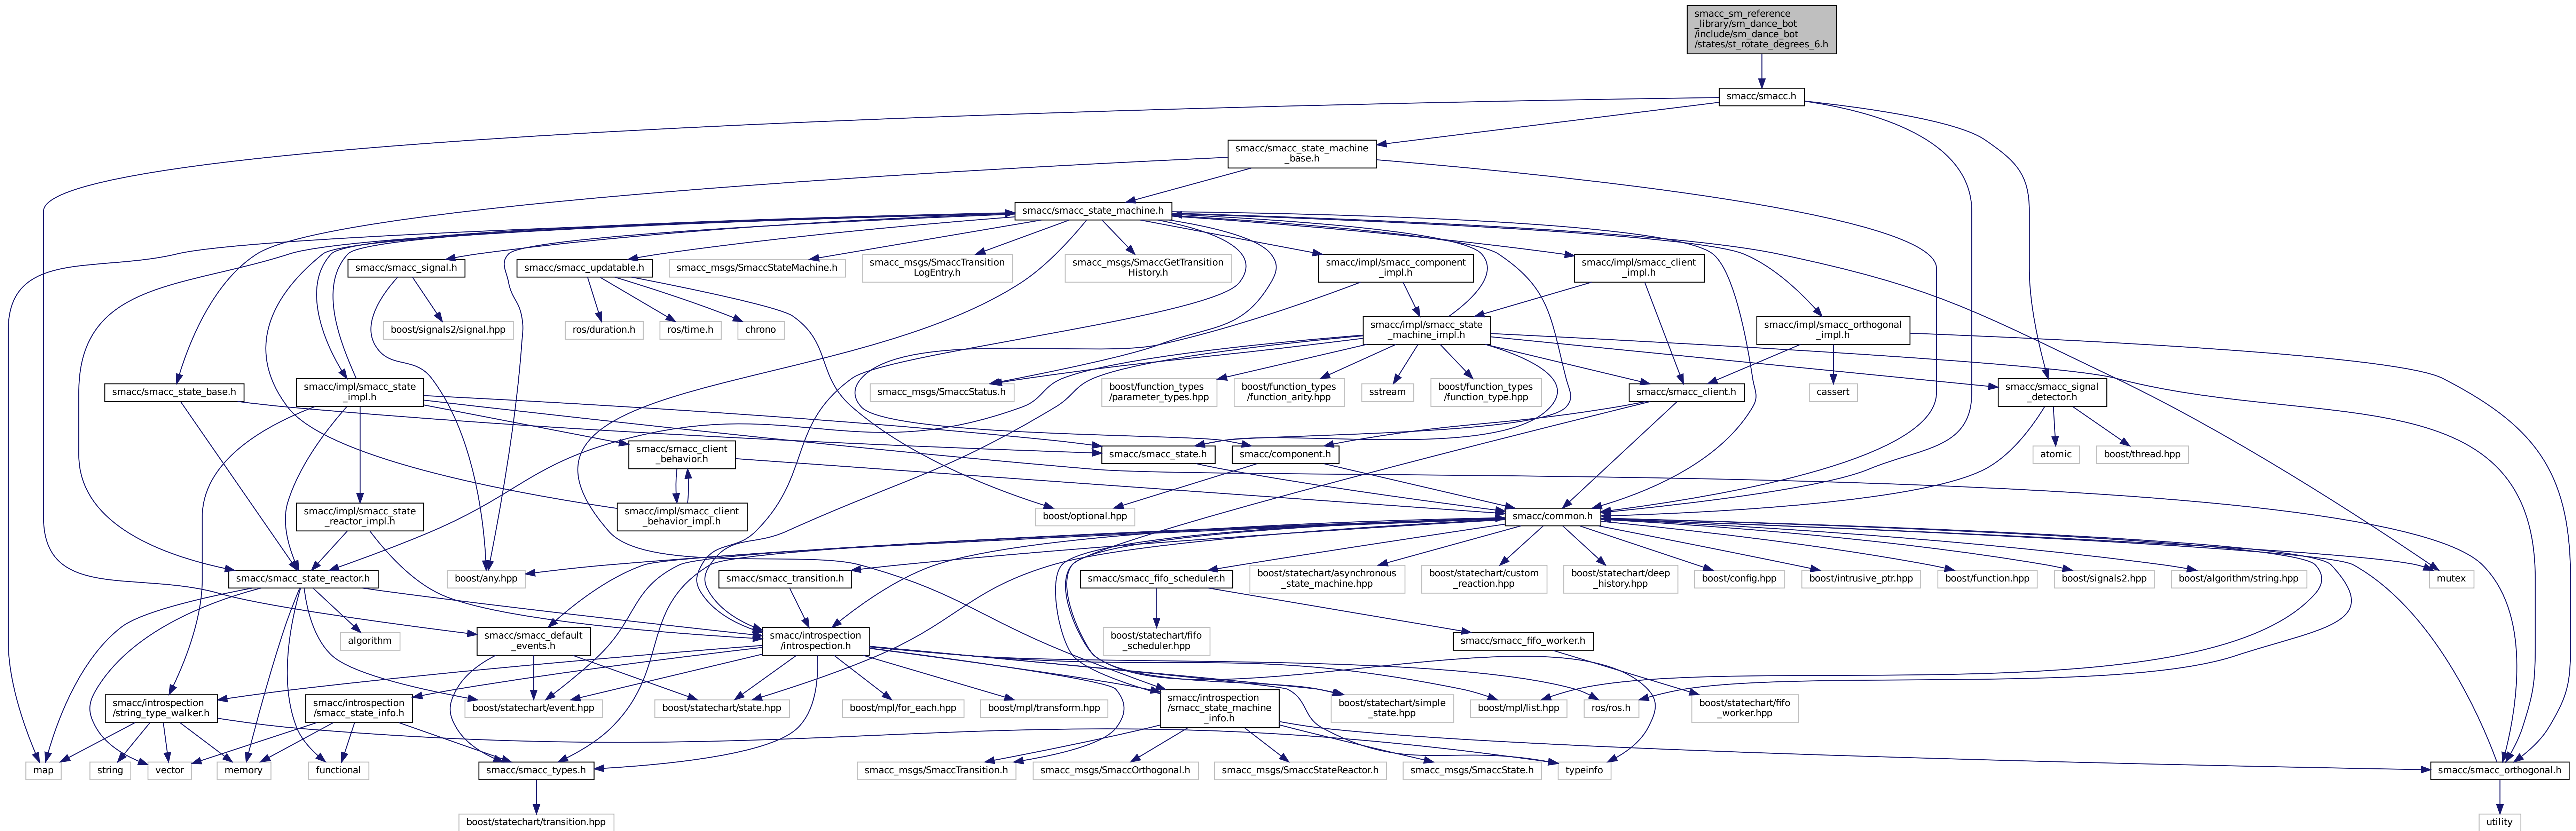 smacc_sm_reference
_library/sm_dance_bot
/include/sm_dance_bot
/states/st_rotate_degrees_6.h
smacc/smacc.h
smacc/smacc_state_machine
_base.h
smacc/smacc_state_machine.h
smacc/smacc_signal.h
smacc/smacc_updatable.h
smacc_msgs/SmaccStateMachine.h
smacc_msgs/SmaccTransition
LogEntry.h
smacc_msgs/SmaccGetTransition
History.h
smacc/impl/smacc_component
_impl.h
smacc/impl/smacc_client
_impl.h
boost/signals2/signal.hpp
ros/duration.h
ros/time.h
chrono
smacc/impl/smacc_state
_machine_impl.h
smacc/impl/smacc_orthogonal
_impl.h
smacc/smacc_state_base.h
smacc/impl/smacc_state
_impl.h
smacc_msgs/SmaccStatus.h
boost/function_types
/parameter_types.hpp
boost/function_types
/function_arity.hpp
sstream
boost/function_types
/function_type.hpp
smacc/smacc_client.h
cassert
smacc/smacc_signal
_detector.h
smacc/smacc_client
_behavior.h
smacc/smacc_state.h
smacc/component.h
atomic
boost/thread.hpp
smacc/impl/smacc_state
_reactor_impl.h
smacc/impl/smacc_client
_behavior_impl.h
boost/optional.hpp
smacc/common.h
smacc/smacc_state_reactor.h
boost/any.hpp
smacc/smacc_transition.h
smacc/smacc_fifo_scheduler.h
boost/statechart/asynchronous
_state_machine.hpp
boost/statechart/custom
_reaction.hpp
boost/statechart/deep
_history.hpp
boost/config.hpp
boost/intrusive_ptr.hpp
boost/function.hpp
boost/signals2.hpp
boost/algorithm/string.hpp
mutex
algorithm
smacc/smacc_default
_events.h
smacc/introspection
/introspection.h
boost/statechart/fifo
_scheduler.hpp
smacc/smacc_fifo_worker.h
smacc/introspection
/string_type_walker.h
smacc/introspection
/smacc_state_info.h
boost/statechart/event.hpp
boost/statechart/state.hpp
boost/mpl/for_each.hpp
boost/mpl/transform.hpp
smacc/introspection
/smacc_state_machine
_info.h
boost/statechart/simple
_state.hpp
boost/mpl/list.hpp
ros/ros.h
boost/statechart/fifo
_worker.hpp
map
string
vector
memory
functional
smacc/smacc_types.h
smacc_msgs/SmaccTransition.h
smacc_msgs/SmaccOrthogonal.h
smacc_msgs/SmaccStateReactor.h
smacc_msgs/SmaccState.h
typeinfo
smacc/smacc_orthogonal.h
boost/statechart/transition.hpp
utility